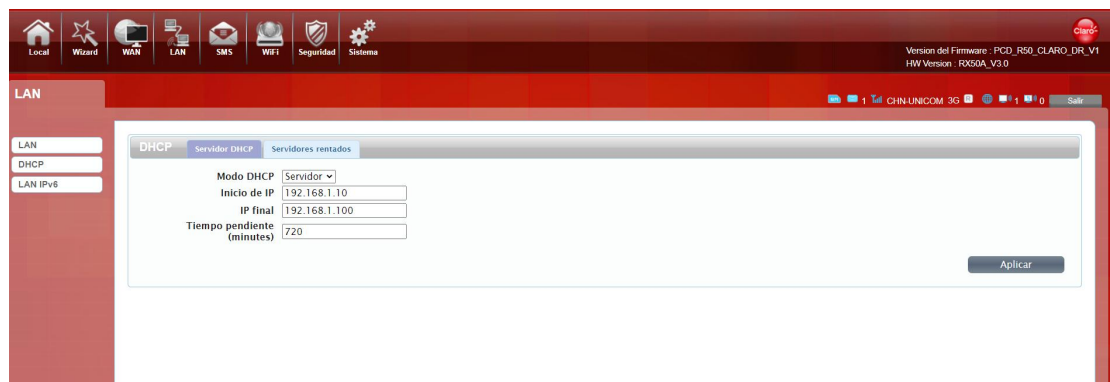 Local Wizard WAN LAN SMS WiFi Seguridad Sistema
Claro
Version del Firmware : PCD_R50_CLARO_DR_V1
HW Version : RX50A_V3.0
LAN
1 CHN-UNICOM 3G R 1 0 Salir
LAN
DHCP
LAN IPv6
DHCP Servidor DHCP Servidores rentados
Modo DHCP Servidor
Inicio de IP 192.168.1.10
IP final 192.168.1.100
Tiempo pendiente
(minutes) 720
Aplicar